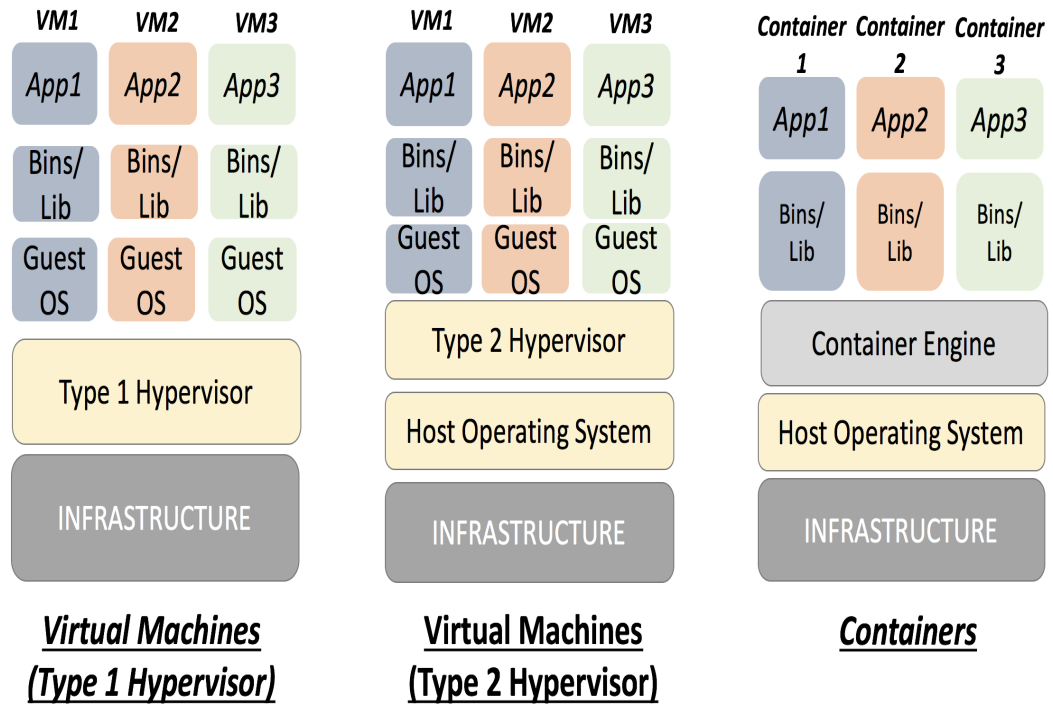 VM1 VM2 VM3
App1 App2 App3
Bins/ Bins/ Bins/
Lib Lib Lib
Guest Guest Guest
OS OS OS
Type 1 Hypervisor
INFRASTRUCTURE
Virtual Machines
(Type 1 Hypervisor)
VM1 VM2 VM3
App1 App2 App3
Bins/ Bins/ Bins/
Lib Lib Lib
Guest Guest Guest
OS OS OS
Type 2 Hypervisor
Host Operating System
INFRASTRUCTURE
Virtual Machines
(Type 2 Hypervisor)
Container Container Container
1 2 3
App1 App2 App3
Bins/ Bins/ Bins/
Lib Lib Lib
Container Engine
Host Operating System
INFRASTRUCTURE
Containers